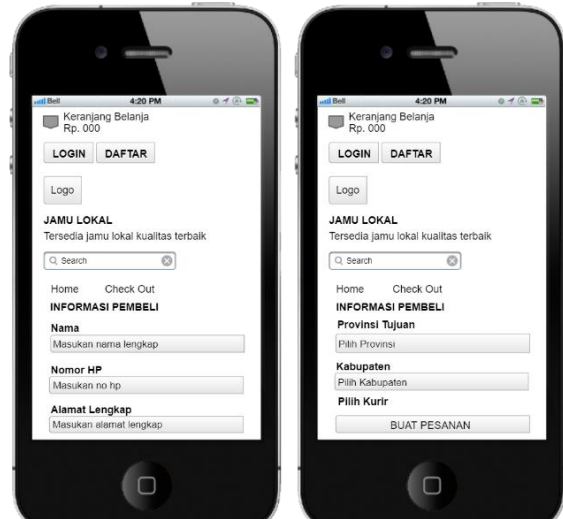 Bell 4:20 PM
Keranjang Belanja
Rp. 000
LOGIN DAFTAR
Logo
JAMU LOKAL
Tersedia jamu lokal kualitas terbaik
Search
Home Check Out
INFORMASI PEMBELI
Nama
Masukan nama lengkap
Nomor HP
Masukan no hp
Alamat Lengkap
Masukan alamat lengkap
Bell 4:20 PM
Keranjang Belanja
Rp. 000
LOGIN DAFTAR
Logo
JAMU LOKAL
Tersedia jamu lokal kualitas terbaik
Search
Home Check Out
INFORMASI PEMBELI
Provinsi Tujuan
Pilih Provinsi
Kabupaten
Pilih Kabupaten
Pilih Kurir
BUAT PESANAN